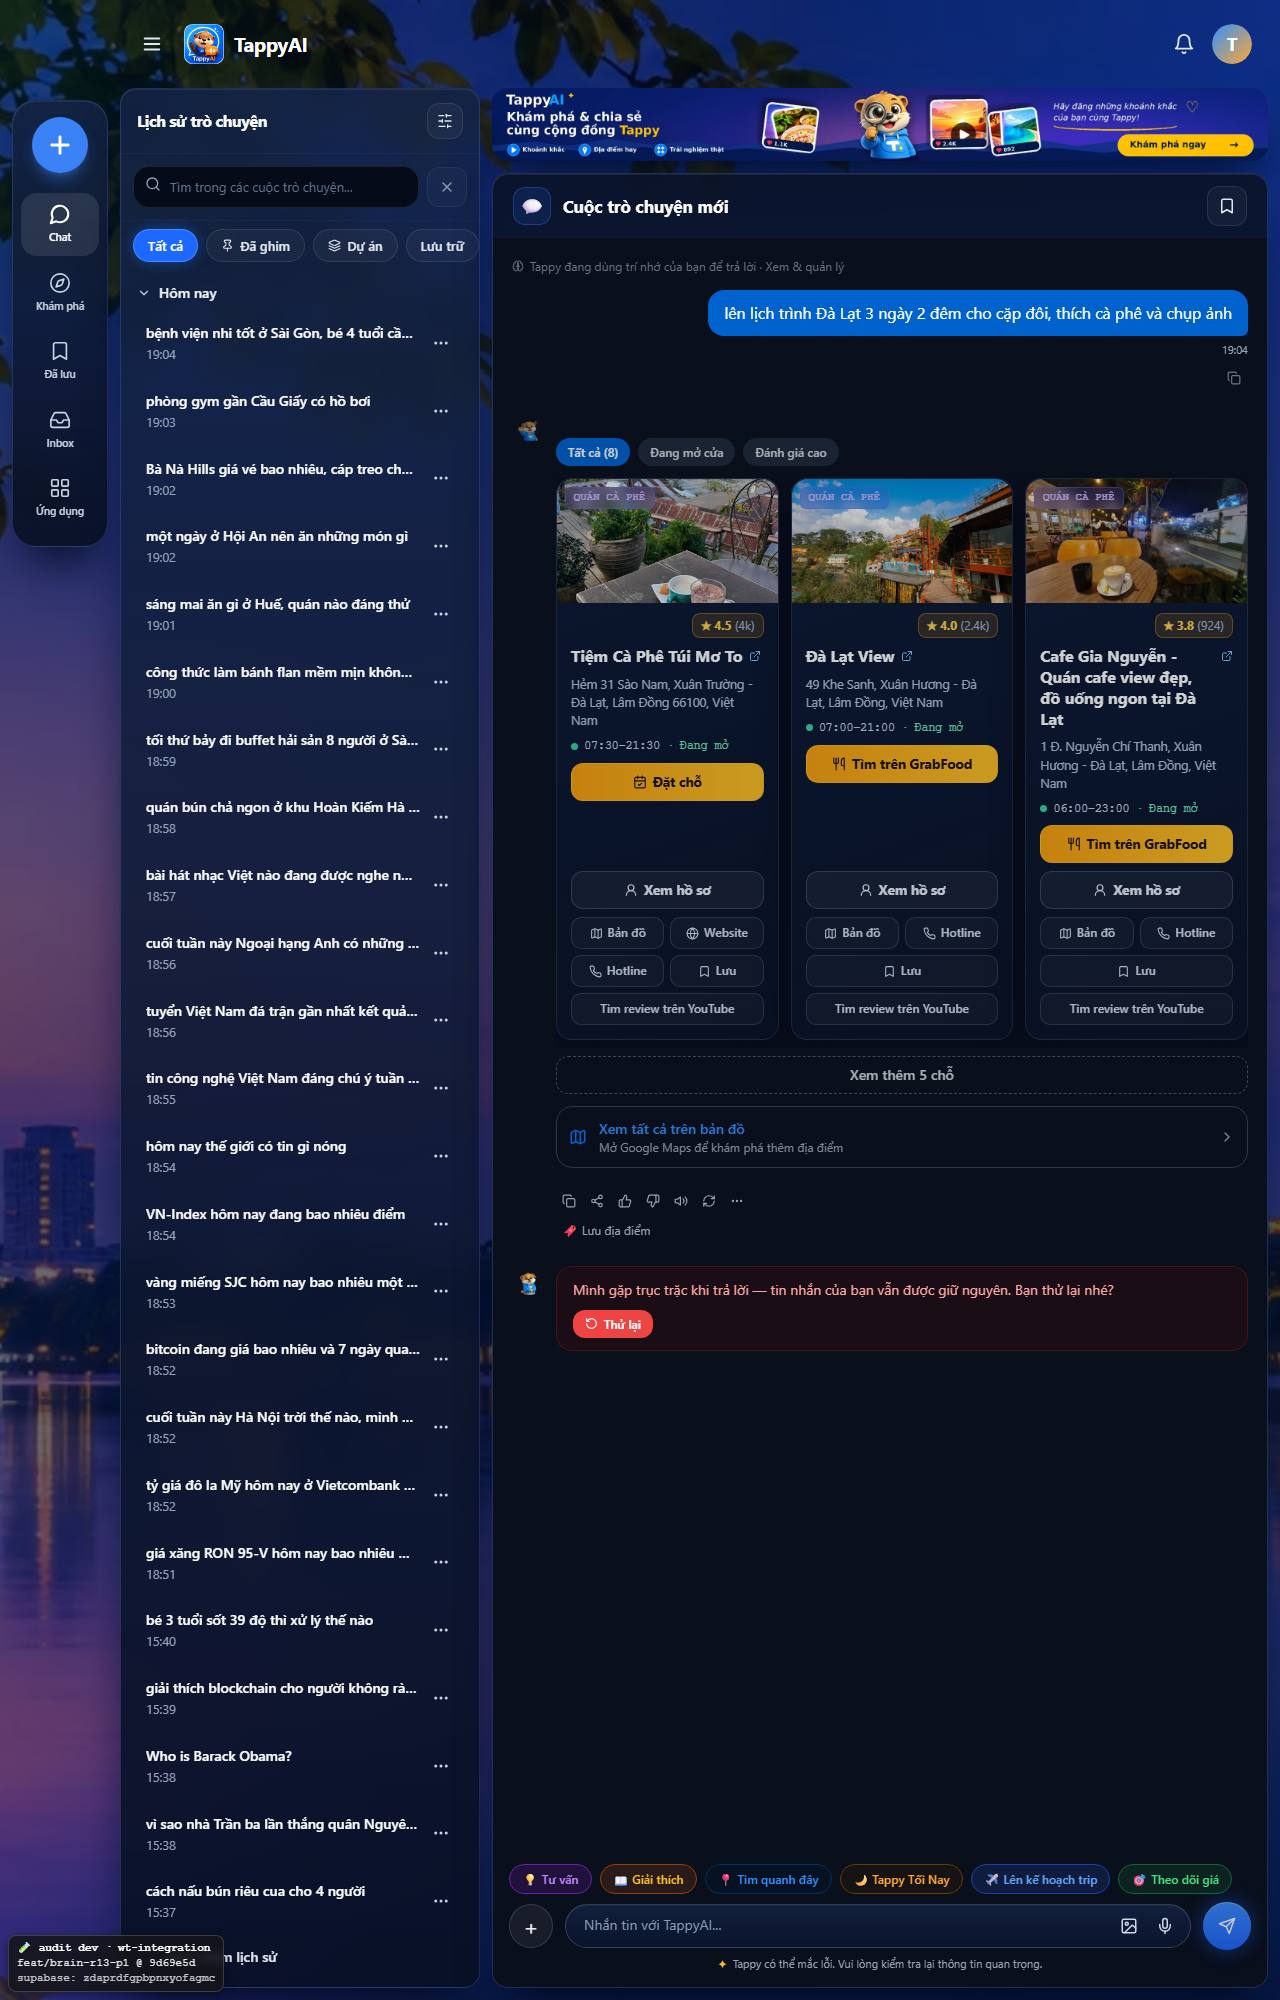 TappyAI
T
Chat
Khám phá
Đã lưu
Inbox
Ứng dụng
Lịch sử trò chuyện
Tìm trong các cuộc trò chuyện...
Tất cả
Đã ghim
Dự án
Lưu trữ
Hôm nay
bệnh viện nhi tốt ở Sài Gòn, bé 4 tuổi cầ...
19:04
phòng gym gần Cầu Giấy có hồ bơi
19:03
Bà Nà Hills giá vé bao nhiêu, cáp treo ch...
19:02
một ngày ở Hội An nên ăn những món gì
19:02
sáng mai ăn gì ở Huế, quán nào đáng thử
19:01
công thức làm bánh flan mềm mịn khôn...
19:00
tối thứ bảy đi buffet hải sản 8 người ở Sà...
18:59
quán bún chả ngon ở khu Hoàn Kiếm Hà ...
18:58
bài hát nhạc Việt nào đang được nghe n...
18:57
cuối tuần này Ngoại hạng Anh có những ...
18:56
tuyển Việt Nam đá trận gần nhất kết quả...
18:56
tin công nghệ Việt Nam đáng chú ý tuần ...
18:55
hôm nay thế giới có tin gì nóng
18:54
VN-Index hôm nay đang bao nhiêu điểm
18:54
vàng miếng SJC hôm nay bao nhiêu một ...
18:53
bitcoin đang giá bao nhiêu và 7 ngày qua...
18:52
cuối tuần này Hà Nội trời thế nào, mình ...
18:52
tỷ giá đô la Mỹ hôm nay ở Vietcombank ...
18:52
giá xăng RON 95-V hôm nay bao nhiêu ...
18:51
bé 3 tuổi sốt 39 độ thì xử lý thế nào
15:40
giải thích blockchain cho người không rà...
15:39
Who is Barack Obama?
15:38
vì sao nhà Trần ba lần thắng quân Nguyê...
15:38
cách nấu bún riêu cua cho 4 người
15:37
m lịch sử
audit dev · wt-integration
feat/brain-r13-p1 @ 9d69e5d
supabase: zdaprdfgpbpnxyofagmc
TappyAI
Khám phá & chia sẻ
cùng cộng đồng Tappy
Khoảnh khắc
Địa điểm hay
Trải nghiệm thật
1.1K
2.4K
892
Hãy đăng những khoảnh khắc
của bạn cùng Tappy!
Khám phá ngay →
Cuộc trò chuyện mới
Tappy đang dùng trí nhớ của bạn để trả lời · Xem & quản lý
lên lịch trình Đà Lạt 3 ngày 2 đêm cho cặp đôi, thích cà phê và chụp ảnh
19:04
Tất cả (8)
Đang mở cửa
Đánh giá cao
QUÁN CÀ PHÊ
4.5 (4k)
Tiệm Cà Phê Túi Mơ To
Hẻm 31 Sào Nam, Xuân Trường -
Đà Lạt, Lâm Đồng 66100, Việt
Nam
07:30–21:30 · Đang mở
Đặt chỗ
Xem hồ sơ
Bản đồ
Website
Hotline
Lưu
Tìm review trên YouTube
QUÁN CÀ PHÊ
4.0 (2.4k)
Đà Lạt View
49 Khe Sanh, Xuân Hương - Đà
Lạt, Lâm Đồng, Việt Nam
07:00–21:00 · Đang mở
Tìm trên GrabFood
Xem hồ sơ
Bản đồ
Hotline
Lưu
Tìm review trên YouTube
QUÁN CÀ PHÊ
3.8 (924)
Cafe Gia Nguyễn -
Quán cafe view đẹp,
đồ uống ngon tại Đà
Lạt
1 Đ. Nguyễn Chí Thanh, Xuân
Hương - Đà Lạt, Lâm Đồng, Việt
Nam
06:00–23:00 · Đang mở
Tìm trên GrabFood
Xem hồ sơ
Bản đồ
Hotline
Lưu
Tìm review trên YouTube
Xem thêm 5 chỗ
Xem tất cả trên bản đồ
Mở Google Maps để khám phá thêm địa điểm
Lưu địa điểm
Mình gặp trục trặc khi trả lời — tin nhắn của bạn vẫn được giữ nguyên. Bạn thử lại nhé?
Thử lại
Tư vấn
Giải thích
Tìm quanh đây
Tappy Tối Nay
Lên kế hoạch trip
Theo dõi giá
Nhắn tin với TappyAI...
Tappy có thể mắc lỗi. Vui lòng kiểm tra lại thông tin quan trọng.